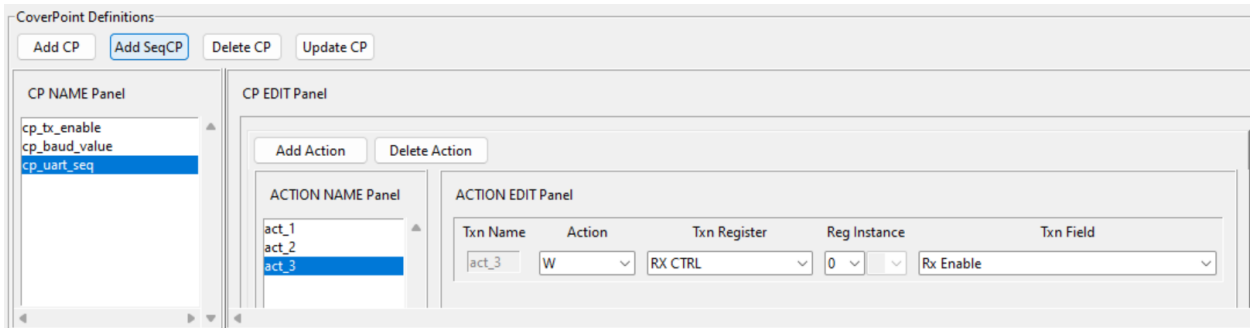 CoverPoint Definitions
Add CP Add SeqCP Delete CP Update CP
CP NAME Panel
cp_tx_enable
cp_baud_value
cp_uart_seq
CP EDIT Panel
Add Action Delete Action
ACTION NAME Panel
act_1
act_2
act_3
ACTION EDIT Panel
Txn Name Action Txn Register Reg Instance Txn Field
act_3 W RX CTRL 0 Rx Enable